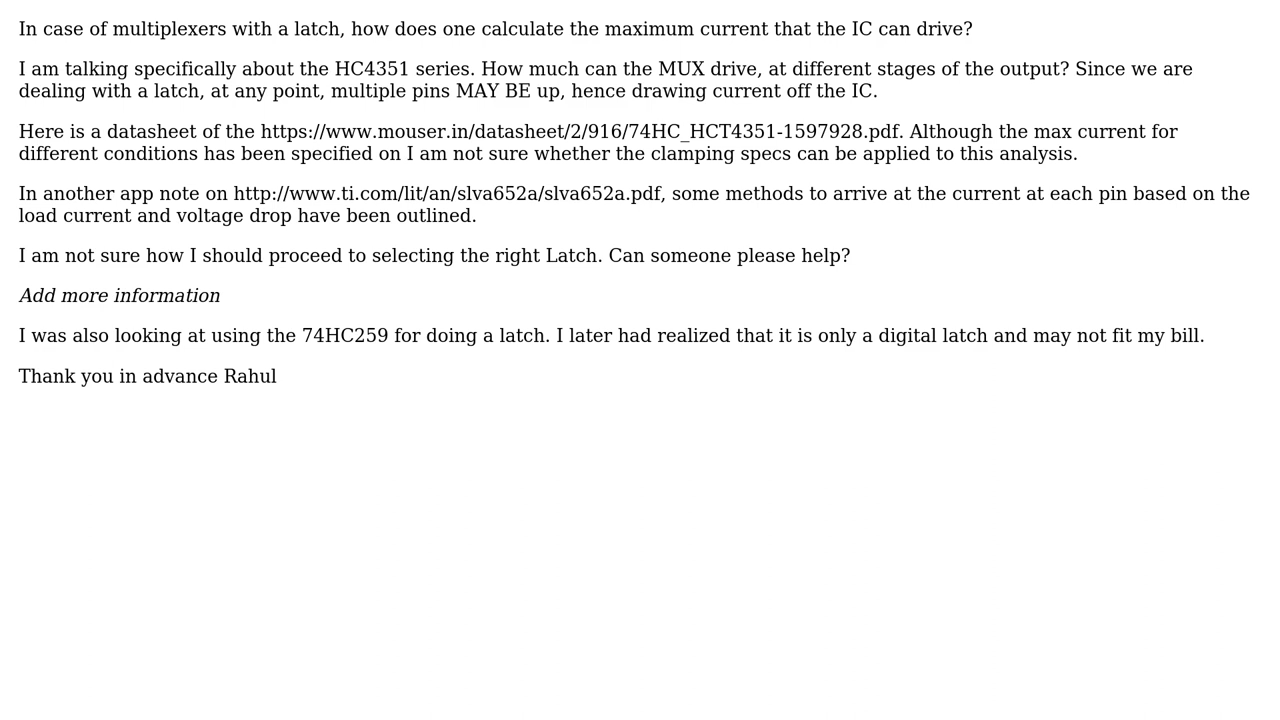 In case of multiplexers with a latch, how does one calculate the maximum current that the IC can drive?
I am talking specifically about the HC4351 series. How much can the MUX drive, at different stages of the output? Since we are
dealing with a latch, at any point, multiple pins MAY BE up, hence drawing current off the IC.
Here is a datasheet of the https://www.mouser.in/datasheet/2/916/74HC_HCT4351-1597928.pdf. Although the max current for
different conditions has been specified on I am not sure whether the clamping specs can be applied to this analysis.
In another app note on http://www.ti.com/lit/an/slva652a/slva652a.pdf, some methods to arrive at the current at each pin based on the
load current and voltage drop have been outlined.
I am not sure how I should proceed to selecting the right Latch. Can someone please help?
Add more information
I was also looking at using the 74HC259 for doing a latch. I later had realized that it is only a digital latch and may not fit my bill.
Thank you in advance Rahul